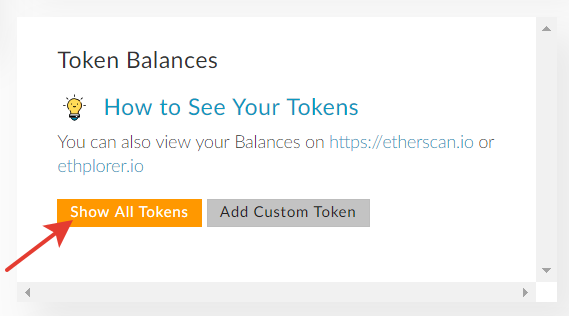 Token Balances
How to See Your Tokens
You can also view your Balances on https://etherscan.io or
ethplorer.io
Show All Tokens Add Custom Token